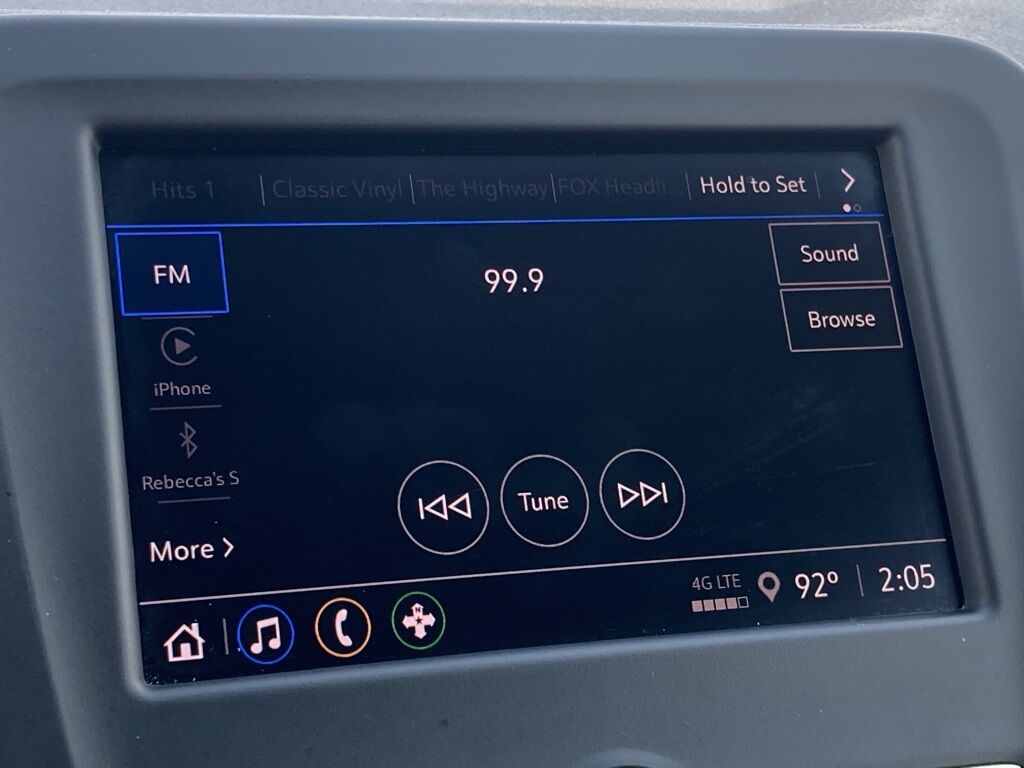 Hits 1 Classic Vinyl The Highway FOX Headli... Hold to Set
FM
99.9
Sound
Browse
iPhone
Rebecca's S
Tune
More
4G LTE
92° 2:05
N